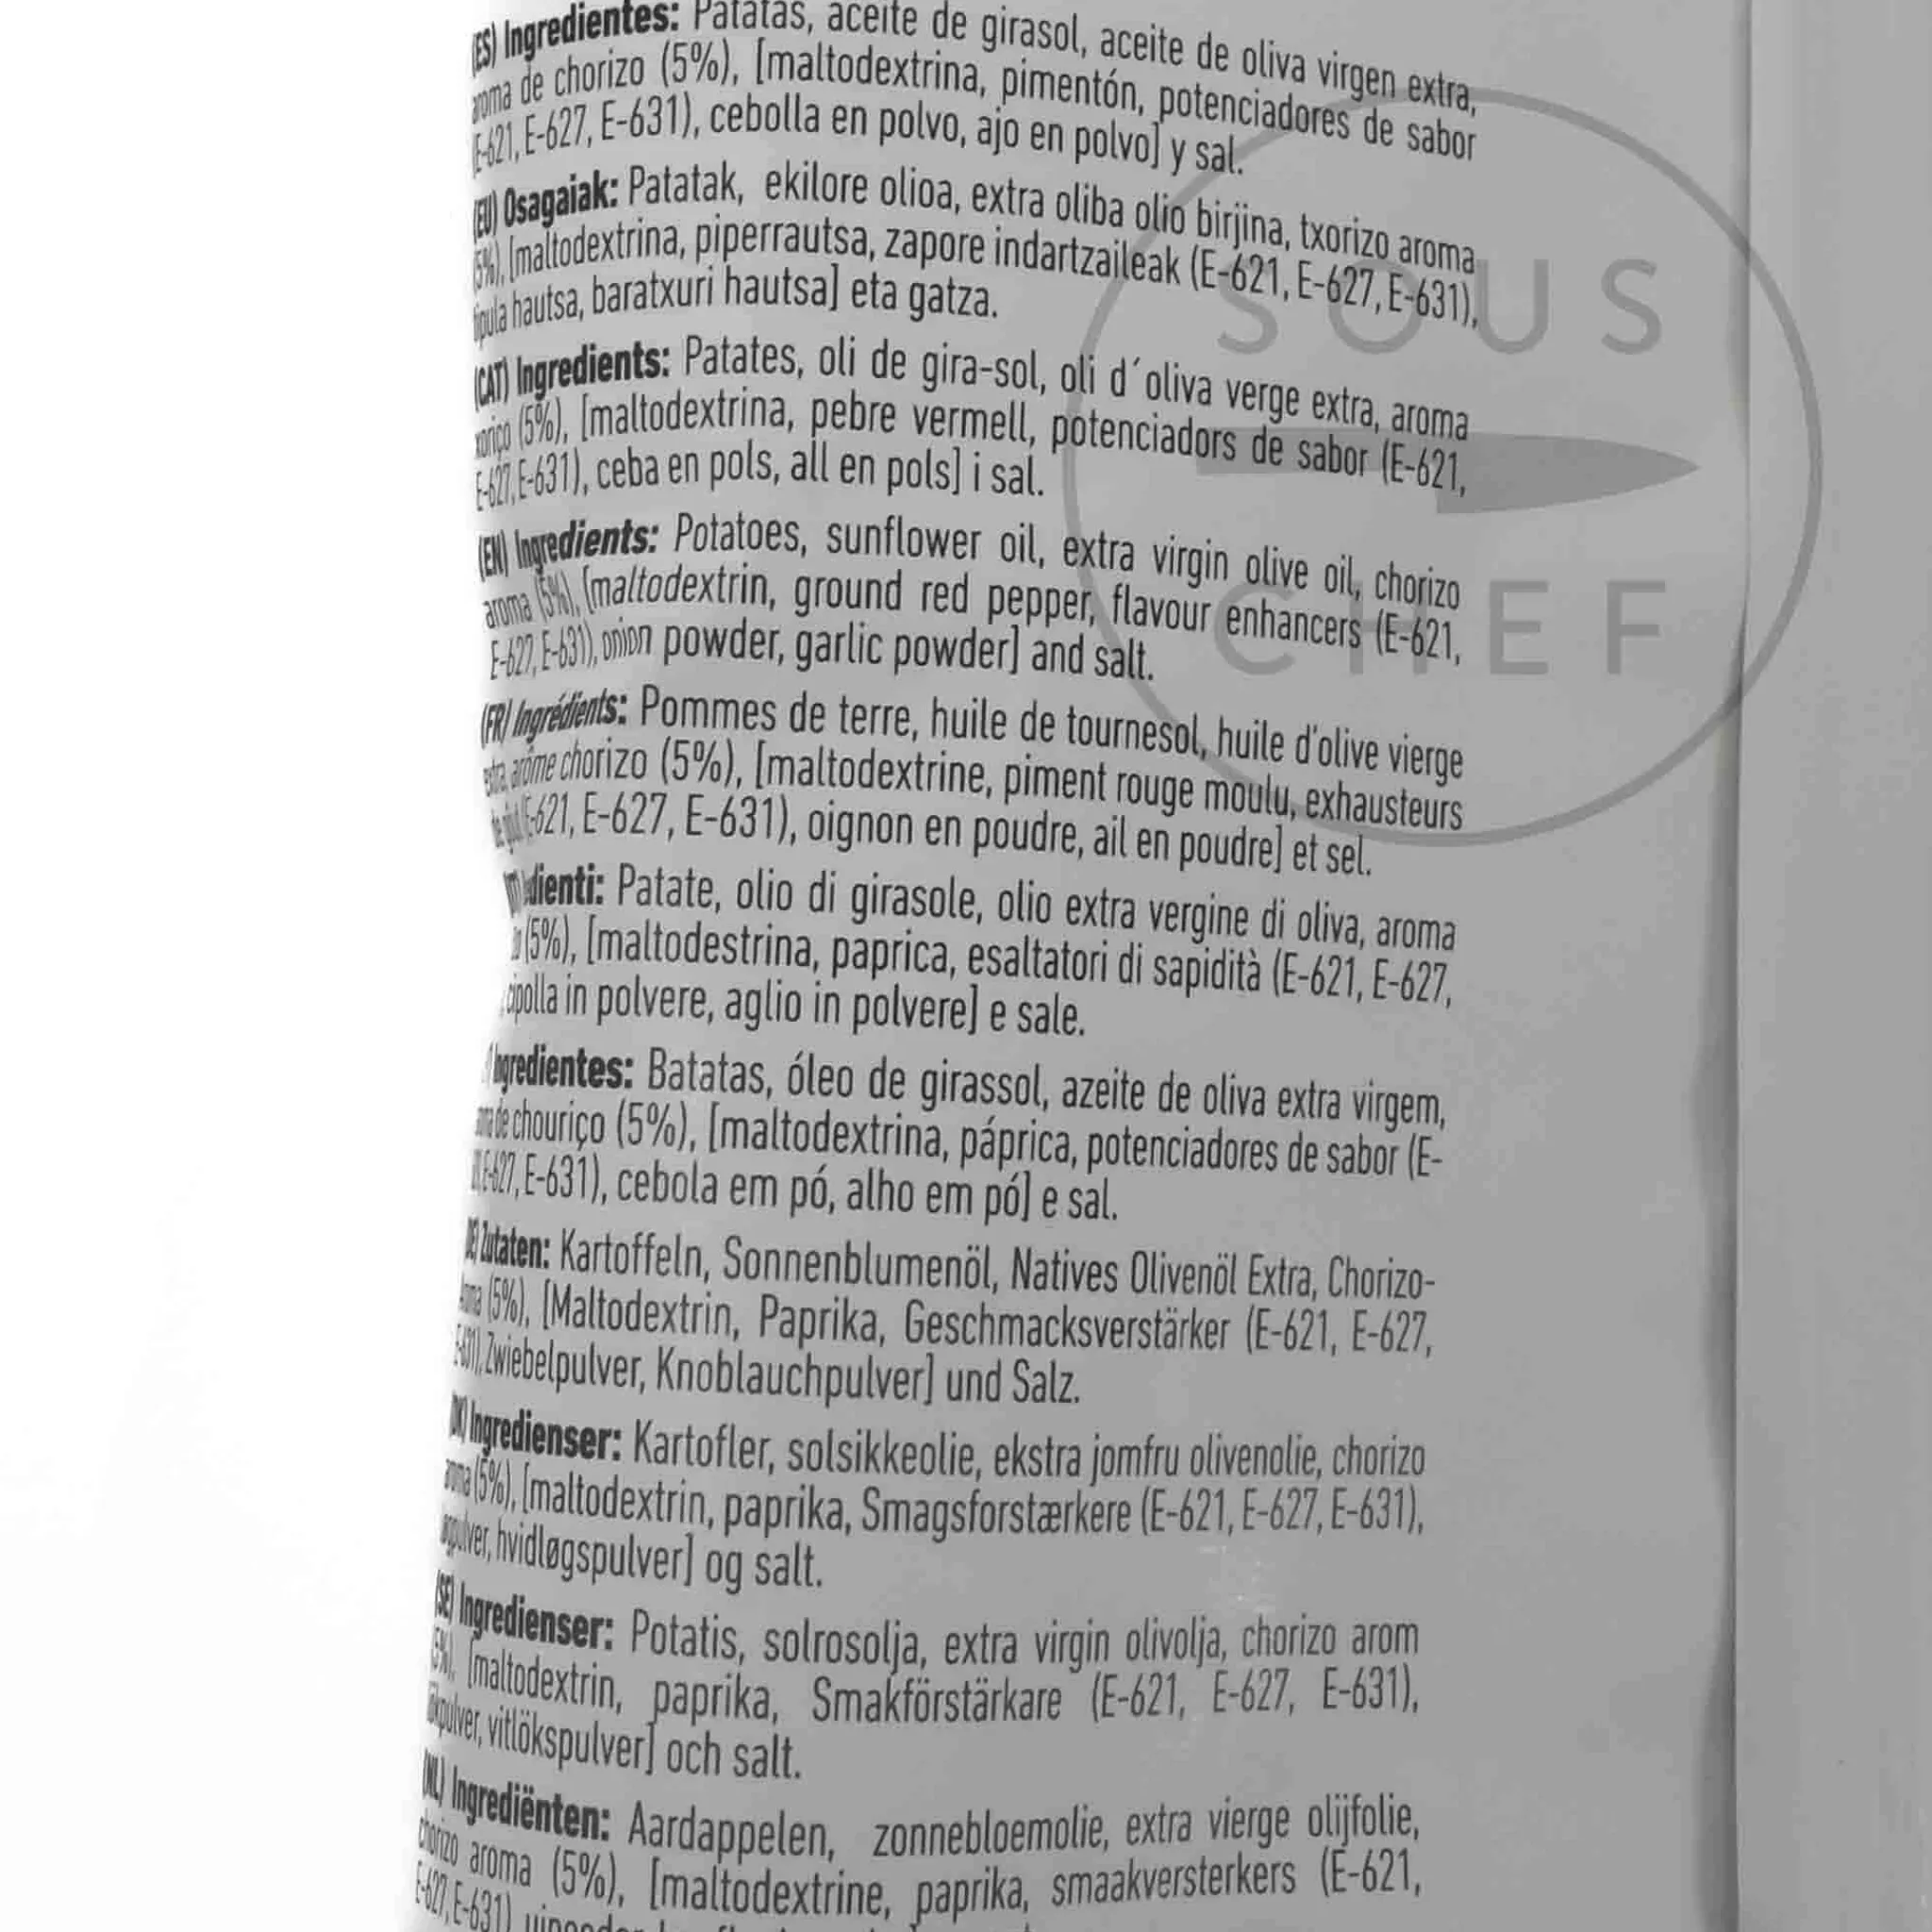 (ES) Ingredientes: Patatas, aceite de girasol, aceite de oliva virgen extra,
aroma de chorizo (5%), [maltodextrina, pimentón, potenciadores de sabor
(E-621, E-627, E-631), cebolla en polvo, ajo en polvo] y sal.
(EU) Osagaiak: Patatak, ekilore olioa, extra oliba olio birjina, txorizo aroma
(5%), [maltodextrina, piperrautsa, zapore indartzaileak (E-621, E-627, E-631),
tipula hautsa, baratxuri hautsa] eta gatza.
(CAT) Ingredients: Patates, oli de gira-sol, oli d´oliva verge extra, aroma
xoriço (5%), [maltodextrina, pebre vermell, potenciadors de sabor (E-621,
E-627, E-631), ceba en pols, all en pols] i sal.
(EN) Ingredients: Potatoes, sunflower oil, extra virgin olive oil, chorizo
aroma (5%), [maltodextrin, ground red pepper, flavour enhancers (E-621,
E-627, E-631), onion powder, garlic powder] and salt.
(FR) Ingrédients: Pommes de terre, huile de tournesol, huile d'olive vierge
extra, arôme chorizo (5%), [maltodextrine, piment rouge moulu, exhausteurs
(E-621, E-627, E-631), oignon en poudre, ail en poudre] et sel.
Patate, olio di girasole, olio extra vergine di oliva, aroma
(5%), [maltodestrina, paprica, esaltatori di sapidità (E-621, E-627,
cipolla in polvere, aglio in polvere] e sale.
Ingredientes: Batatas, óleo de girassol, azeite de oliva extra virgem,
de chouriço (5%), [maltodextrina, páprica, potenciadores de sabor (E-
E-627, E-631), cebola em pó, alho em pó] e sal.
Zutaten: Kartoffeln, Sonnenblumenöl, Natives Olivenöl Extra, Chorizo-
Aroma (5%), [Maltodextrin, Paprika, Geschmacksverstärker (E-621, E-627,
E-631), Zwiebelpulver, Knoblauchpulver] und Salz.
(DK) Ingredienser: Kartofler, solsikkeolie, ekstra jomfru olivenolie, chorizo
aroma (5%), [maltodextrin, paprika, Smagsforstærkere (E-621, E-627, E-631),
hvidløgspulver] og salt.
(SE) Ingredienser: Potatis, solrosolja, extra virgin olivolja, chorizo arom
(5%), [maltodextrin, paprika, Smakförstärkare (E-621, E-627, E-631),
lökpulver, vitlökspulver] och salt.
(NL) Ingrediënten: Aardappelen, zonnebloemolie, extra vierge olijfolie,
chorizo aroma (5%), [maltodextrine, paprika, smaakversterkers (E-621,
E-627, E-631)
SOUS
CHEF